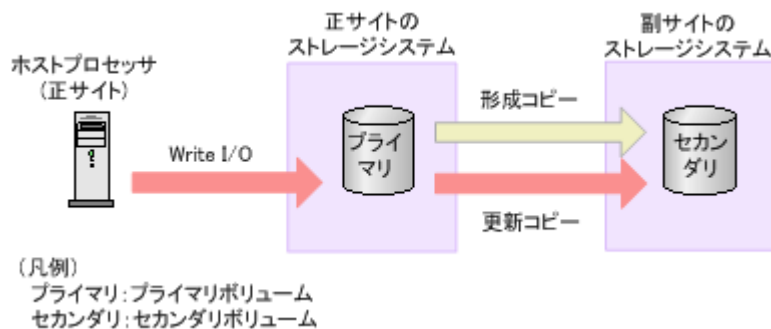 正サイトの
ストレージシステム
副サイトの
ストレージシステム
ホストプロセッサ
(正サイト)
形成コピー
Write I/O
プライ
マリ
セカン
ダリ
更新コピー
(凡例)
プライマリ:プライマリボリューム
セカンダリ:セカンダリボリューム